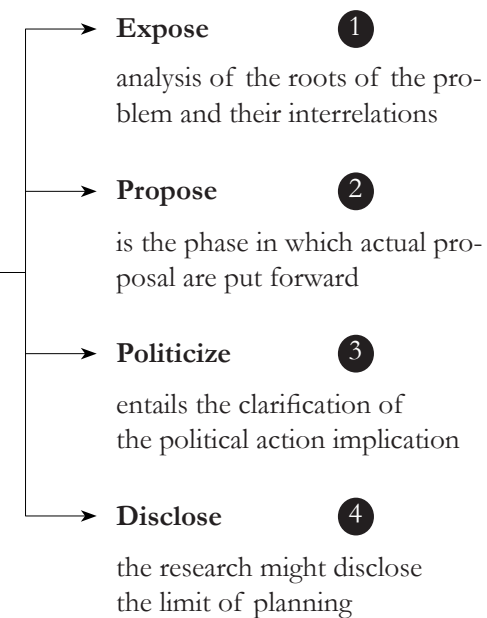 Expose 1
analysis of the roots of the pro-
blem and their interrelations
Propose 2
is the phase in which actual pro-
posal are put forward
Politicize 3
entails the clarification of
the political action implication
Disclose 4
the research might disclose
the limit of planning